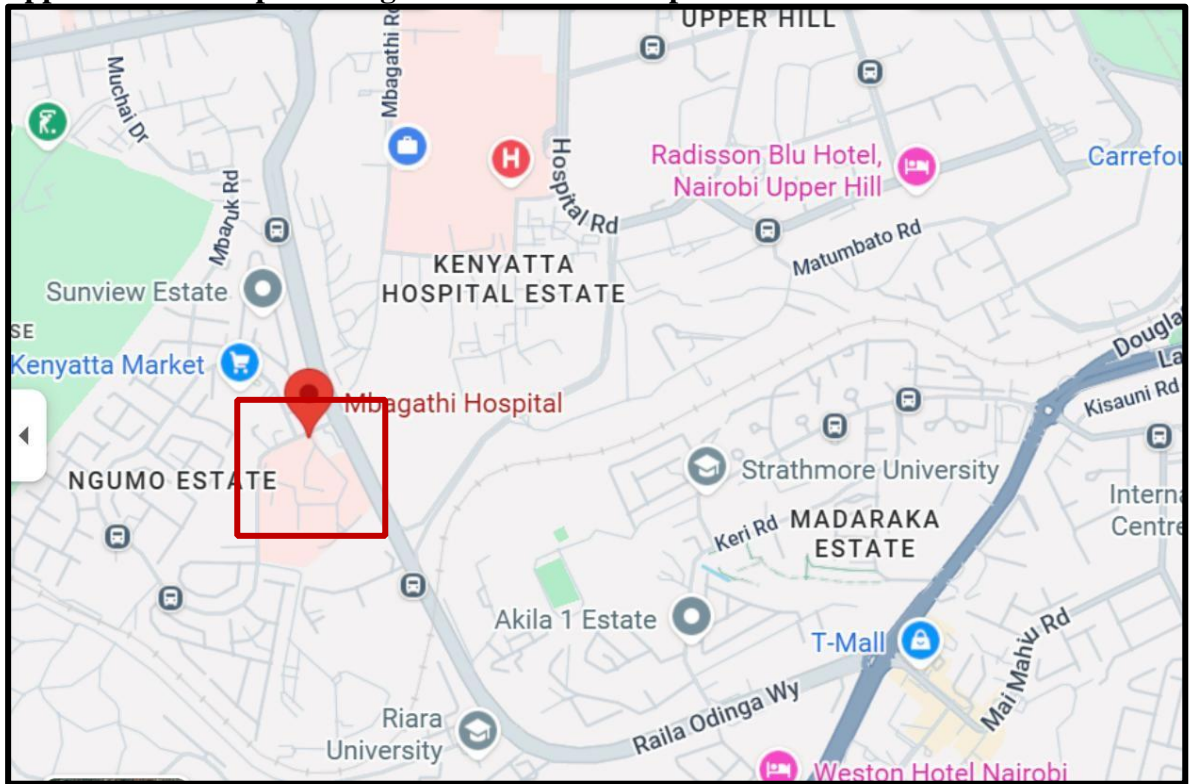 UPPER HILL
Muchai Dr
Mbagathi Rd
Hospital Rd
Radisson Blu Hotel,
Nairobi Upper Hill
Carrefou
Mbaruk Rd
KENYATTA
HOSPITAL ESTATE
Matumbato Rd
Sunview Estate
SE
Kenyatta Market
Dougla
La
Kisauni Rd
Mbagathi Hospital
NGUMO ESTATE
Strathmore University
Interna
Centre
Keri Rd
MADARAKA
ESTATE
Akila 1 Estate
T-Mall
Mai Mahiu Rd
Riara
University
Raila Odinga Wy
Weston Hotel Nairobi
H